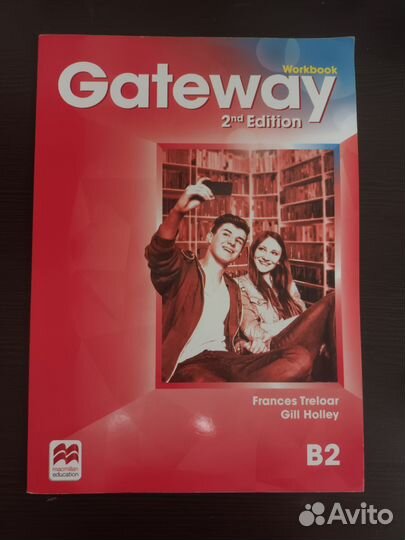 Workbook
Gateway
2nd Edition
Frances Treloar
Gill Holley
B2
macmillan
education
Avito